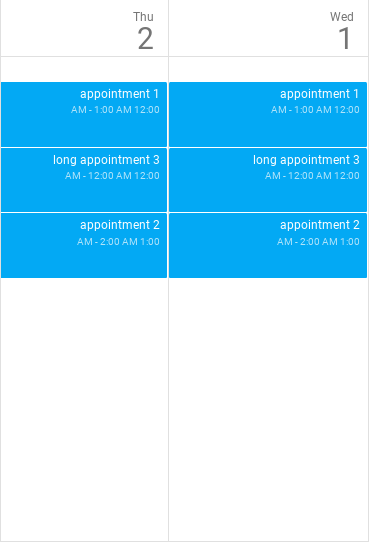 Thu
2
Wed
1
appointment 1
AM - 1:00 AM 12:00
long appointment 3
AM - 12:00 AM 12:00
appointment 2
AM - 2:00 AM 1:00
appointment 1
AM - 1:00 AM 12:00
long appointment 3
AM - 12:00 AM 12:00
appointment 2
AM - 2:00 AM 1:00